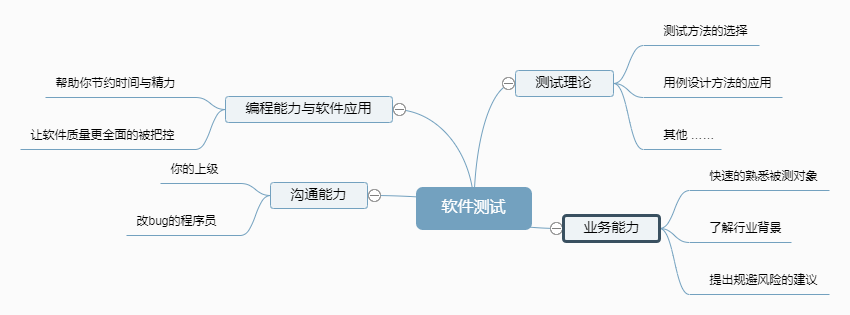 软件测试
测试理论
测试方法的选择
用例设计方法的应用
其他 ......
业务能力
快速的熟悉被测对象
了解行业背景
提出规避风险的建议
编程能力与软件应用
帮助你节约时间与精力
让软件质量更全面的被把控
沟通能力
你的上级
改bug的程序员